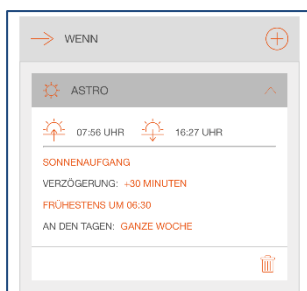 WENN
ASTRO
07:56 UHR 16:27 UHR
SONNENAUFGANG
VERZÖGERUNG: +30 MINUTEN
FRÜHESTENS UM 06:30
AN DEN TAGEN: GANZE WOCHE